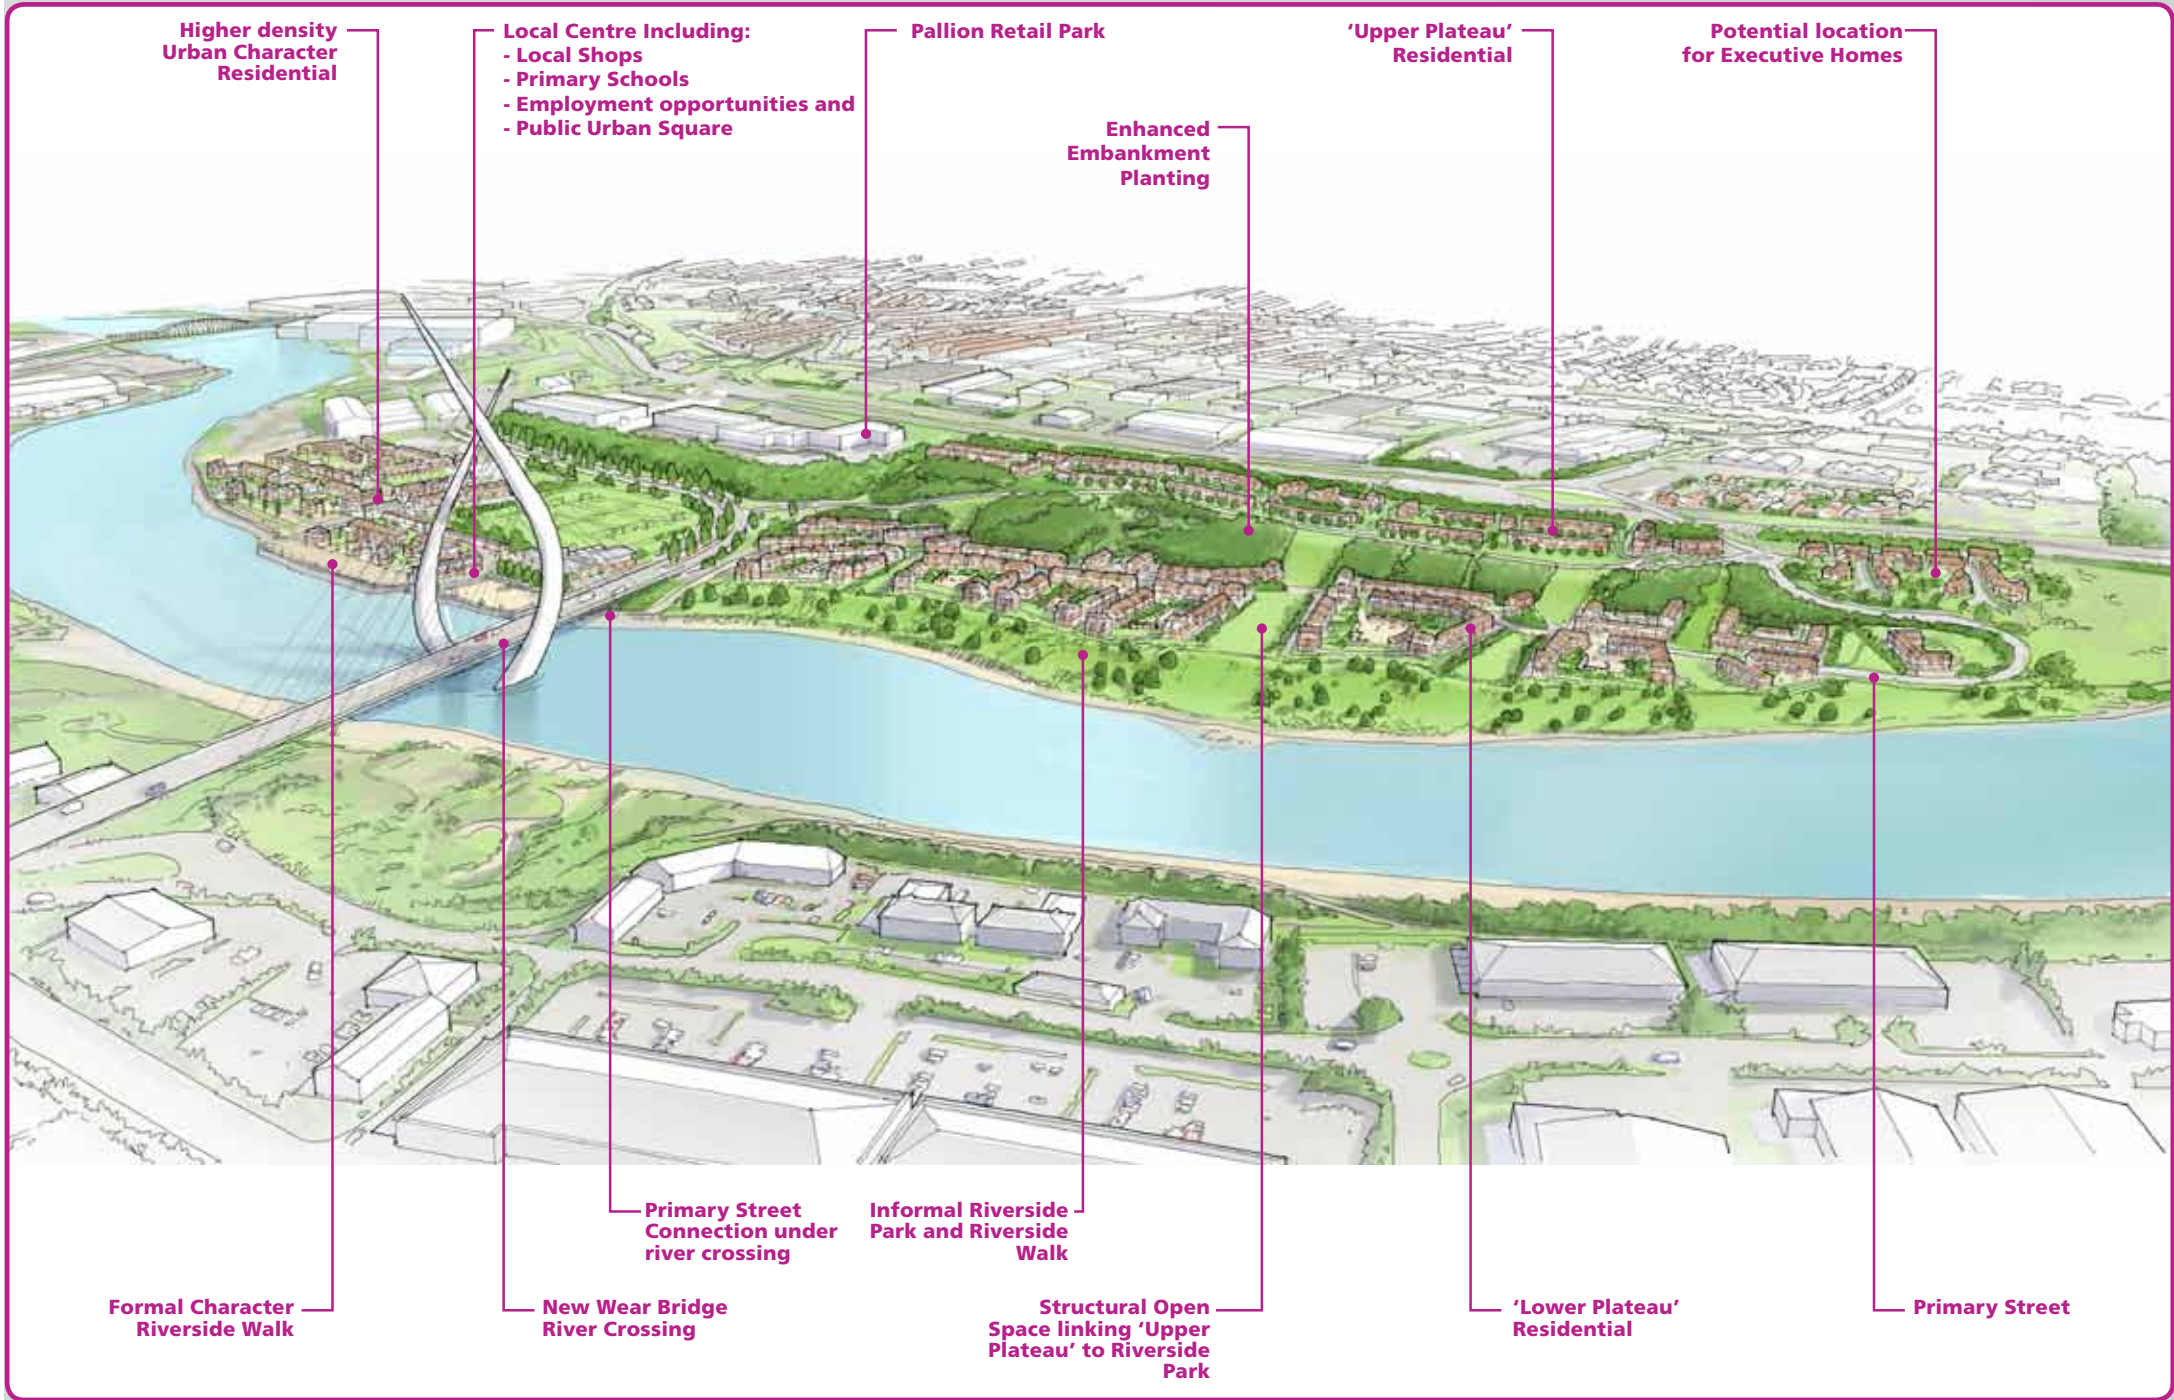 Higher density
Urban Character
Residential
Local Centre Including:
- Local Shops
- Primary Schools
- Employment opportunities and
- Public Urban Square
Pallion Retail Park
Enhanced
Embankment
Planting
‘Upper Plateau’
Residential
Potential location
for Executive Homes
Primary Street
Connection under
river crossing
Informal Riverside
Park and Riverside
Walk
Formal Character
Riverside Walk
New Wear Bridge
River Crossing
Structural Open
Space linking ‘Upper
Plateau’ to Riverside
Park
‘Lower Plateau’
Residential
Primary Street